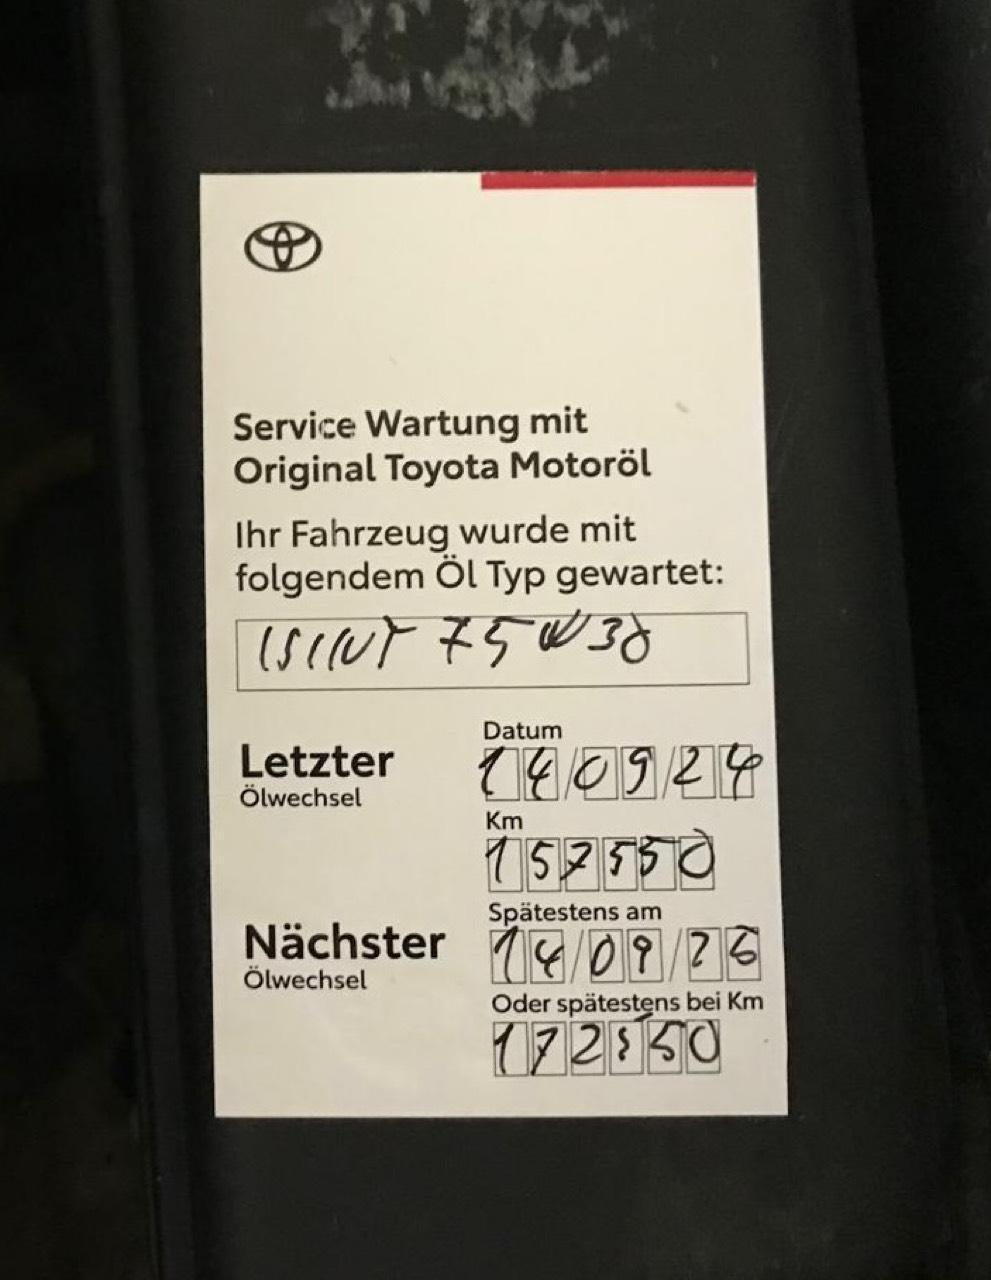 Service Wartung mit
Original Toyota Motoröl
Ihr Fahrzeug wurde mit
folgendem Öl Typ gewartet:
75W30
Letzter
Ölwechsel
Datum
14/09/24
Km
157550
Nächster
Ölwechsel
Spätestens am
14/09/26
Oder spätestens bei Km
172550